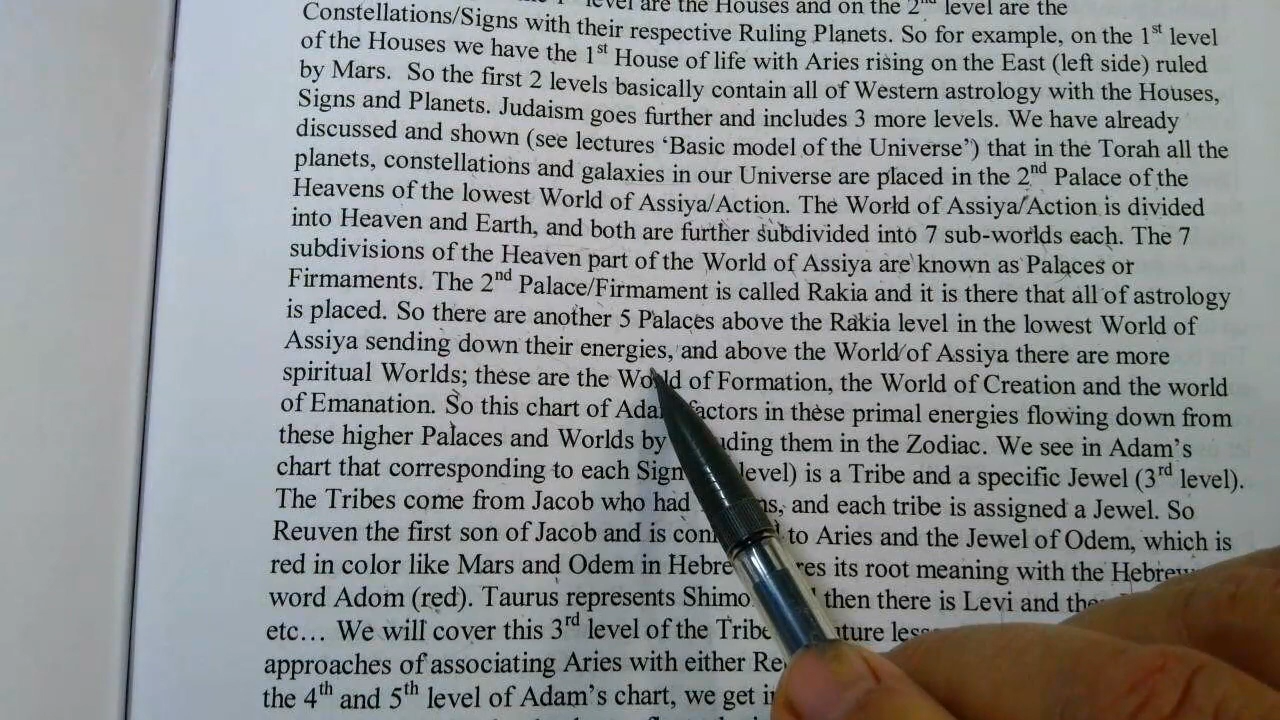 level are the Houses and on the 2nd level are the
Constellations/Signs with their respective Ruling Planets. So for example, on the 1st level
of the Houses we have the 1st House of life with Aries rising on the East (left side) ruled
by Mars. So the first 2 levels basically contain all of Western astrology with the Houses,
Signs and Planets. Judaism goes further and includes 3 more levels. We have already
discussed and shown (see lectures ‘Basic model of the Universe’) that in the Torah all the
planets, constellations and galaxies in our Universe are placed in the 2nd Palace of the
Heavens of the lowest World of Assiya/Action. The World of Assiya/Action is divided
into Heaven and Earth, and both are further subdivided into 7 sub-worlds each. The 7
subdivisions of the Heaven part of the World of Assiya are known as Palaces or
Firmaments. The 2nd Palace/Firmament is called Rakia and it is there that all of astrology
is placed. So there are another 5 Palaces above the Rakia level in the lowest World of
Assiya sending down their energies, and above the World of Assiya there are more
spiritual Worlds; these are the World of Formation, the World of Creation and the world
of Emanation. So this chart of Adam factors in these primal energies flowing down from
these higher Palaces and Worlds by uding them in the Zodiac. We see in Adam’s
chart that corresponding to each Sign level) is a Tribe and a specific Jewel (3rd level).
The Tribes come from Jacob who had ns, and each tribe is assigned a Jewel. So
Reuven the first son of Jacob and is con to Aries and the Jewel of Odem, which is
red in color like Mars and Odem in Hebre res its root meaning with the Hebrew
word Adom (red). Taurus represents Shimo then there is Levi and the
etc… We will cover this 3rd level of the Tribe uture less
approaches of associating Aries with either Re
the 4th and 5th level of Adam’s chart, we get i